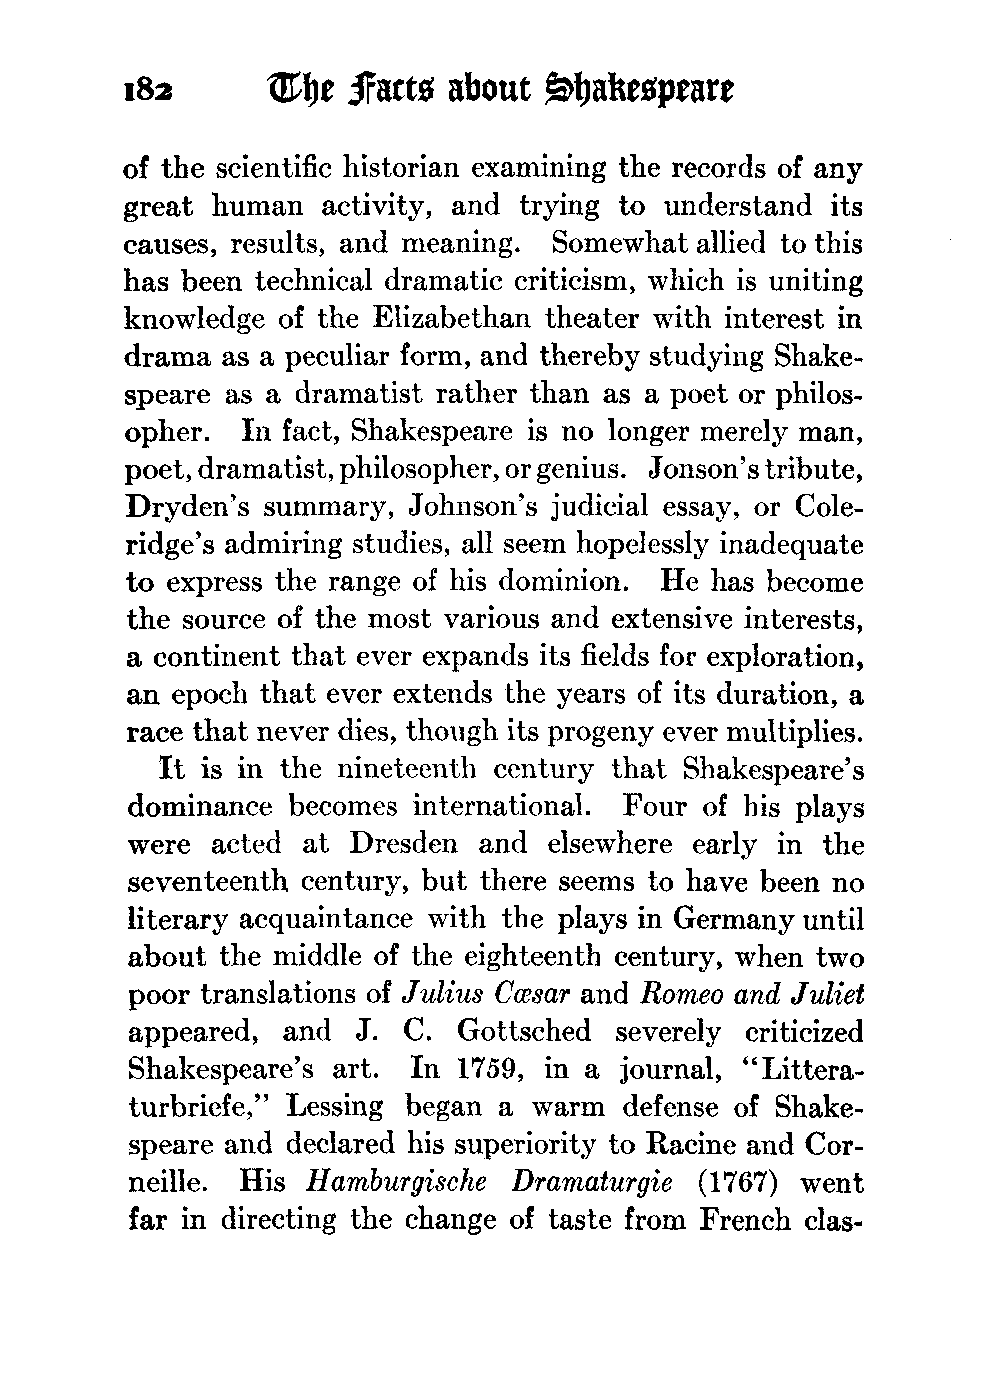 182 The Facts about Shakespeare
of the scientific historian examining the records of any
great human activity, and trying to understand its
causes, results, and meaning. Somewhat allied to this
has been technical dramatic criticism, which is uniting
knowledge of the Elizabethan theater with interest in
drama as a peculiar form, and thereby studying Shake-
speare as a dramatist rather than as a poet or philos-
opher. In fact, Shakespeare is no longer merely man,
poet, dramatist, philosopher, or genius. Jonson's tribute,
Dryden's summary, Johnson's judicial essay, or Cole-
ridge's admiring studies, all seem hopelessly inadequate
to express the range of his dominion. He has become
the source of the most various and extensive interests,
a continent that ever expands its fields for exploration,
an epoch that ever extends the years of its duration, a
race that never dies, though its progeny ever multiplies.
It is in the nineteenth century that Shakespeare's
dominance becomes international. Four of his plays
were acted at Dresden and elsewhere early in the
seventeenth century, but there seems to have been no
literary acquaintance with the plays in Germany until
about the middle of the eighteenth century, when two
poor translations of Julius Cæsar and Romeo and Juliet
appeared, and J. C. Gottsched severely criticized
Shakespeare's art. In 1759, in a journal, "Littera-
turbriefe," Lessing began a warm defense of Shake-
speare and declared his superiority to Racine and Cor-
neille. His Hamburgische Dramaturgie (1767) went
far in directing the change of taste from French clas-